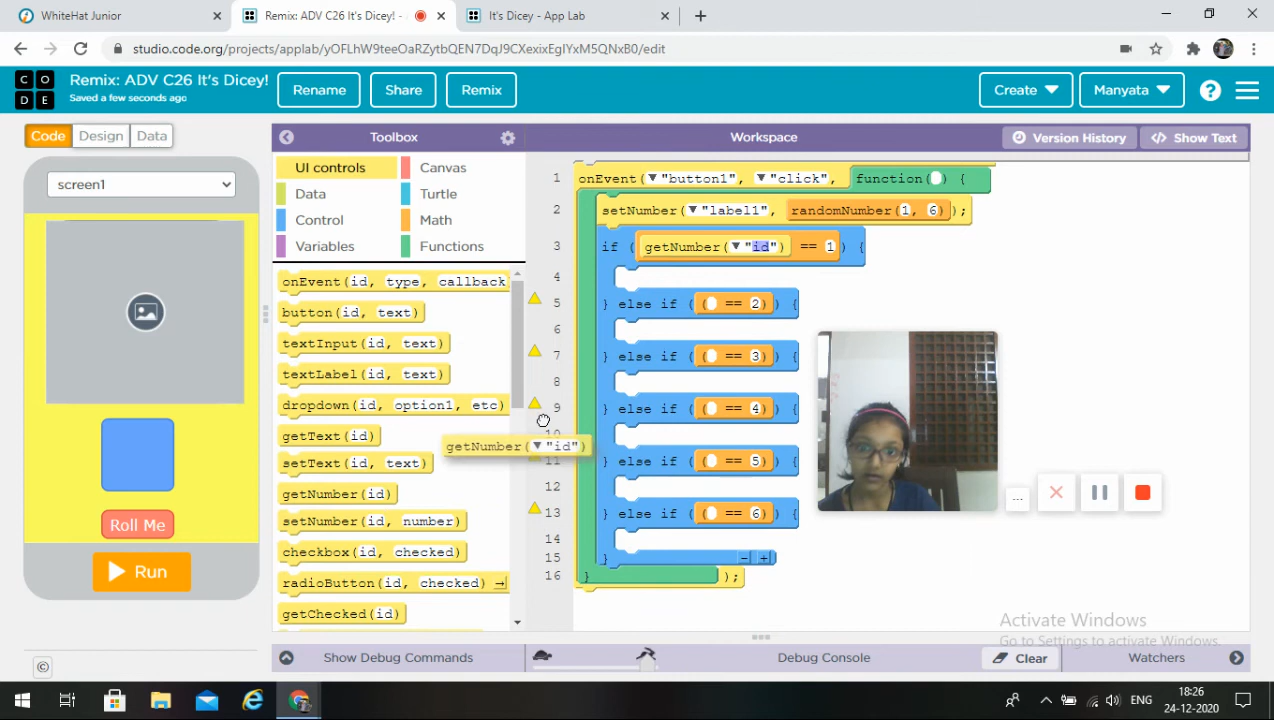 WhiteHat Junior
Remix: ADV C26 It's Dicey! -
It's Dicey - App Lab
studio.code.org/projects/applab/yOFLhW9teeOaRZytbQEN7DqJ9CXexixEgIYxM5QNxB0/edit
C O
D E
Remix: ADV C26 It's Dicey!
Saved a few seconds ago
Rename
Share
Remix
Create
Manyata
Code
Design
Data
Toolbox
Workspace
Version History
</> Show Text
screen1
UI controls
Canvas
Data
Turtle
Control
Math
Variables
Functions
onEvent(id, type, callback
button(id, text)
textInput(id, text)
textLabel(id, text)
dropdown(id, option1, etc)
getText(id)
setText(id, text)
getNumber(id)
setNumber(id, number)
checkbox(id, checked)
radioButton(id, checked)
getChecked(id)
getNumber("id")
1 onEvent("button1", "click", function( ) {
2 setNumber("label1", randomNumber(1, 6));
3 if (getNumber("id") == 1) {
4
5 } else if (( == 2)) {
6
7 } else if (( == 3)) {
8
9 } else if (( == 4)) {
10
11 } else if (( == 5)) {
12
13 } else if (( == 6)) {
14
15 } - +
16 });
Roll Me
Run
...
Activate Windows
Go to Settings to activate Windows.
Show Debug Commands
Debug Console
Clear
Watchers
ENG
18:26
24-12-2020